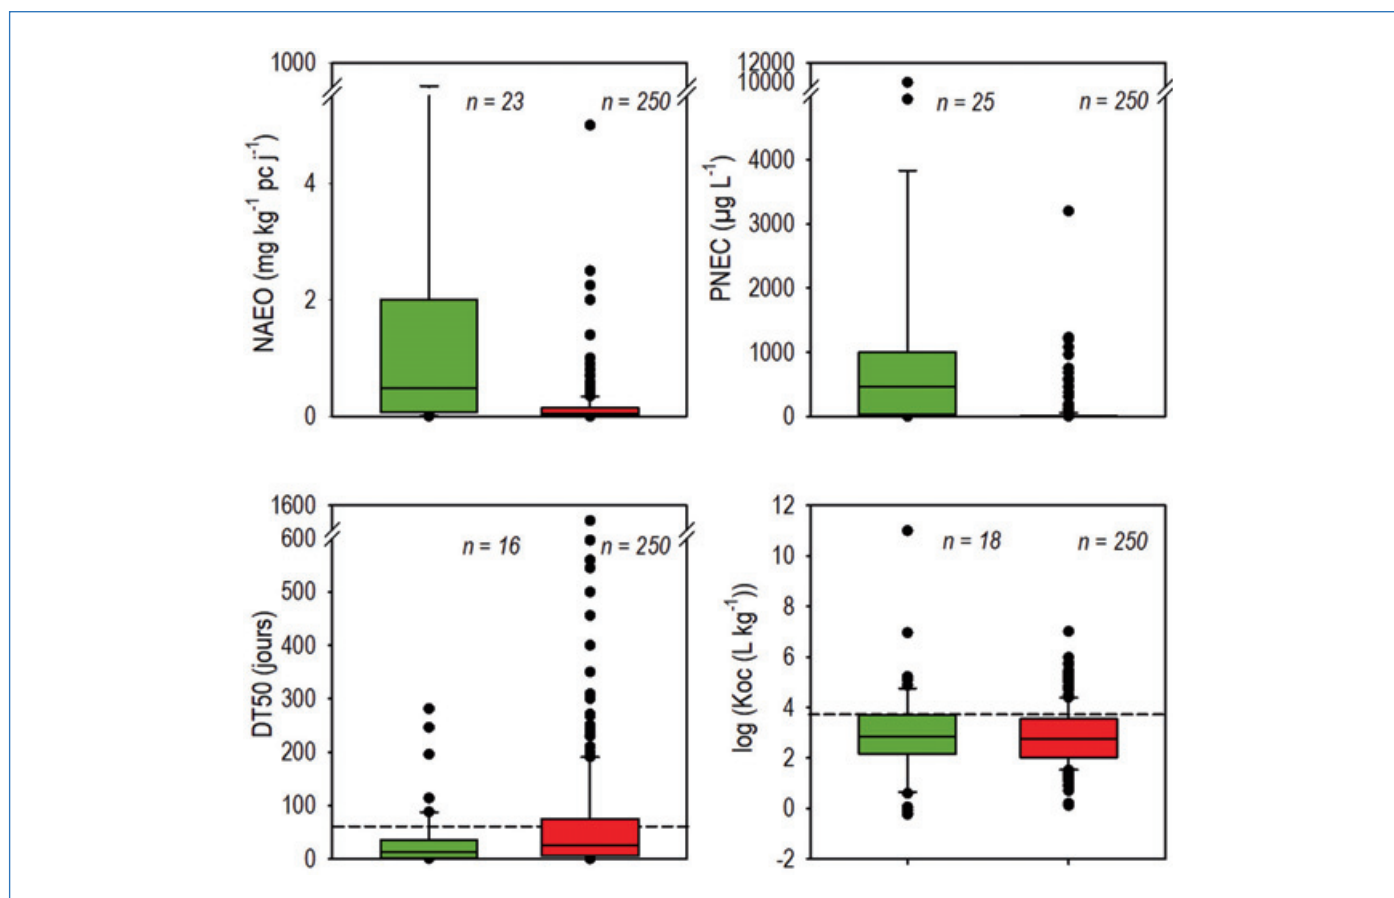 1000
4
2
0
NAEO (mg kg⁻¹ pc j⁻¹)
n = 23
n = 250
12000
10000
4000
3000
2000
1000
0
PNEC (µg L⁻¹)
n = 25
n = 250
1600
600
500
400
300
200
100
0
DT50 (jours)
n = 16
n = 250
12
10
8
6
4
2
0
-2
log (Koc (L kg⁻¹))
n = 18
n = 250